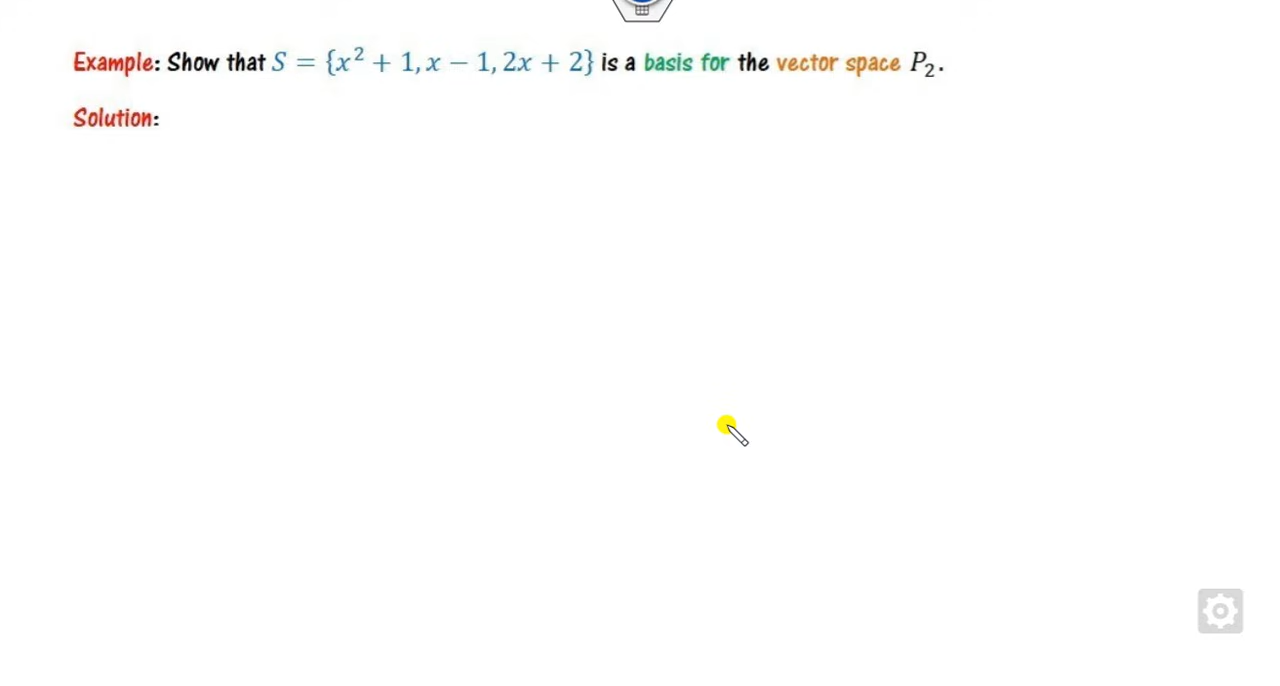 Example: Show that S = {x² + 1, x − 1, 2x + 2} is a basis for the vector space P₂.
Solution: